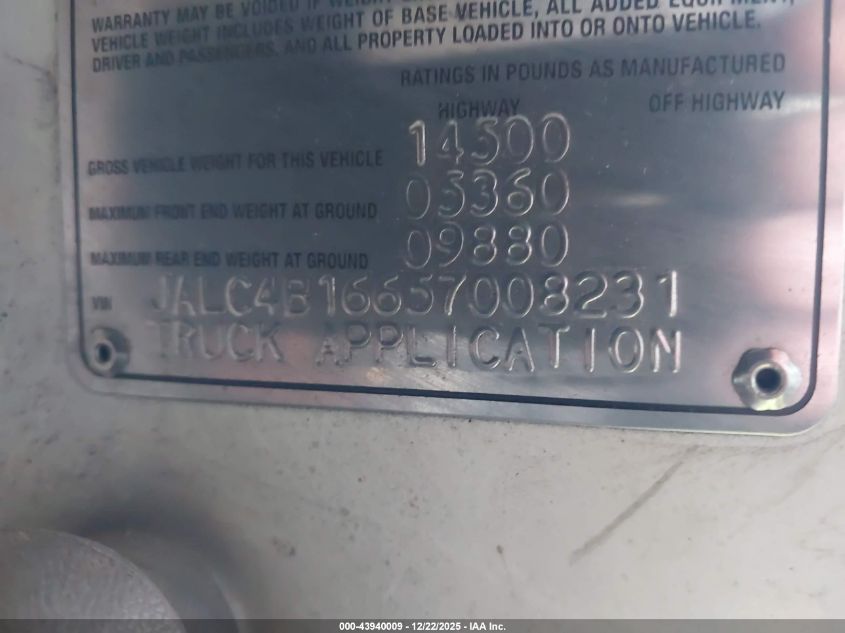 WARRANTY MAY BE VOIDED IF WEIGHT
VEHICLE WEIGHT INCLUDES WEIGHT OF BASE VEHICLE, ALL ADDED EQUIPMENT,
DRIVER AND PASSENGERS, AND ALL PROPERTY LOADED INTO OR ONTO VEHICLE.
RATINGS IN POUNDS AS MANUFACTURED
HIGHWAY OFF HIGHWAY
GROSS VEHICLE WEIGHT FOR THIS VEHICLE 14500
MAXIMUM FRONT END WEIGHT AT GROUND 05360
MAXIMUM REAR END WEIGHT AT GROUND 09880
VIN JALC4B16657008231
TRUCK APPLICATION
000-43940009 - 12/22/2025 - IAA Inc.